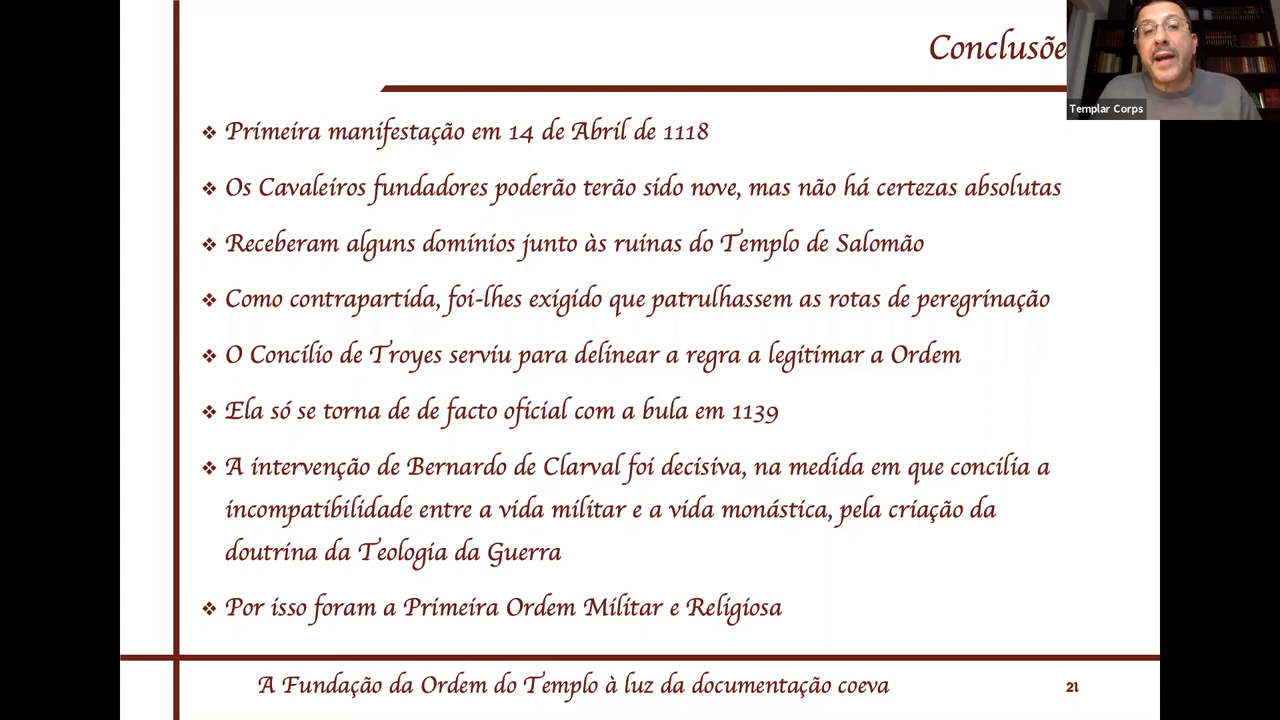 Conclusõe
Templar Corps
❖ Primeira manifestação em 14 de Abril de 1118
❖ Os Cavaleiros fundadores poderão terão sido nove, mas não há certezas absolutas
❖ Receberam alguns domínios junto às ruínas do Templo de Salomão
❖ Como contrapartida, foi-lhes exigido que patrulhassem as rotas de peregrinação
❖ O Concílio de Troyes serviu para delinear a regra a legitimar a Ordem
❖ Ela só se torna de de facto oficial com a bula em 1139
❖ A intervenção de Bernardo de Clarval foi decisiva, na medida em que concilia a
incompatibilidade entre a vida militar e a vida monástica, pela criação da
doutrina da Teologia da Guerra
❖ Por isso foram a Primeira Ordem Militar e Religiosa
A Fundação da Ordem do Templo à luz da documentação coeva
21